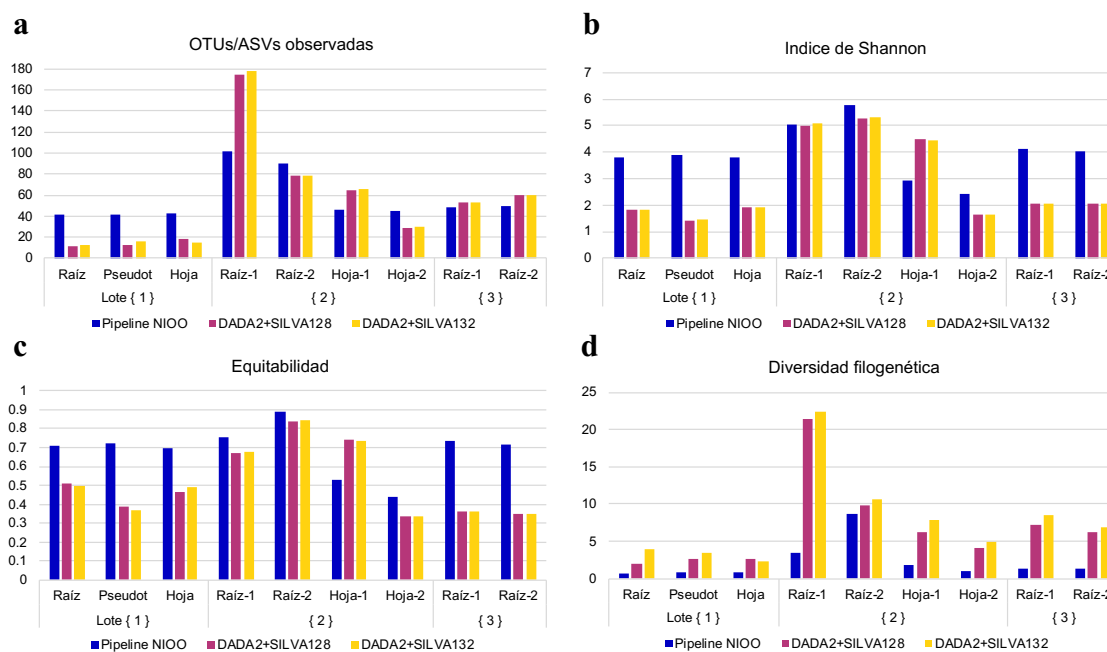 a
OTUs/ASVs observadas
180
160
140
120
100
80
60
40
20
0
Raíz Pseudot Hoja Raíz-1 Raíz-2 Hoja-1 Hoja-2 Raíz-1 Raíz-2
Lote { 1 } { 2 } { 3 }
Pipeline NIOO DADA2+SILVA128 DADA2+SILVA132
b
Indice de Shannon
7
6
5
4
3
2
1
0
Raíz Pseudot Hoja Raíz-1 Raíz-2 Hoja-1 Hoja-2 Raíz-1 Raíz-2
Lote { 1 } { 2 } { 3 }
Pipeline NIOO DADA2+SILVA128 DADA2+SILVA132
c
Equitabilidad
1
0.9
0.8
0.7
0.6
0.5
0.4
0.3
0.2
0.1
0
Raíz Pseudot Hoja Raíz-1 Raíz-2 Hoja-1 Hoja-2 Raíz-1 Raíz-2
Lote { 1 } { 2 } { 3 }
Pipeline NIOO DADA2+SILVA128 DADA2+SILVA132
d
Diversidad filogenética
25
20
15
10
5
0
Raíz Pseudot Hoja Raíz-1 Raíz-2 Hoja-1 Hoja-2 Raíz-1 Raíz-2
Lote { 1 } { 2 } { 3 }
Pipeline NIOO DADA2+SILVA128 DADA2+SILVA132